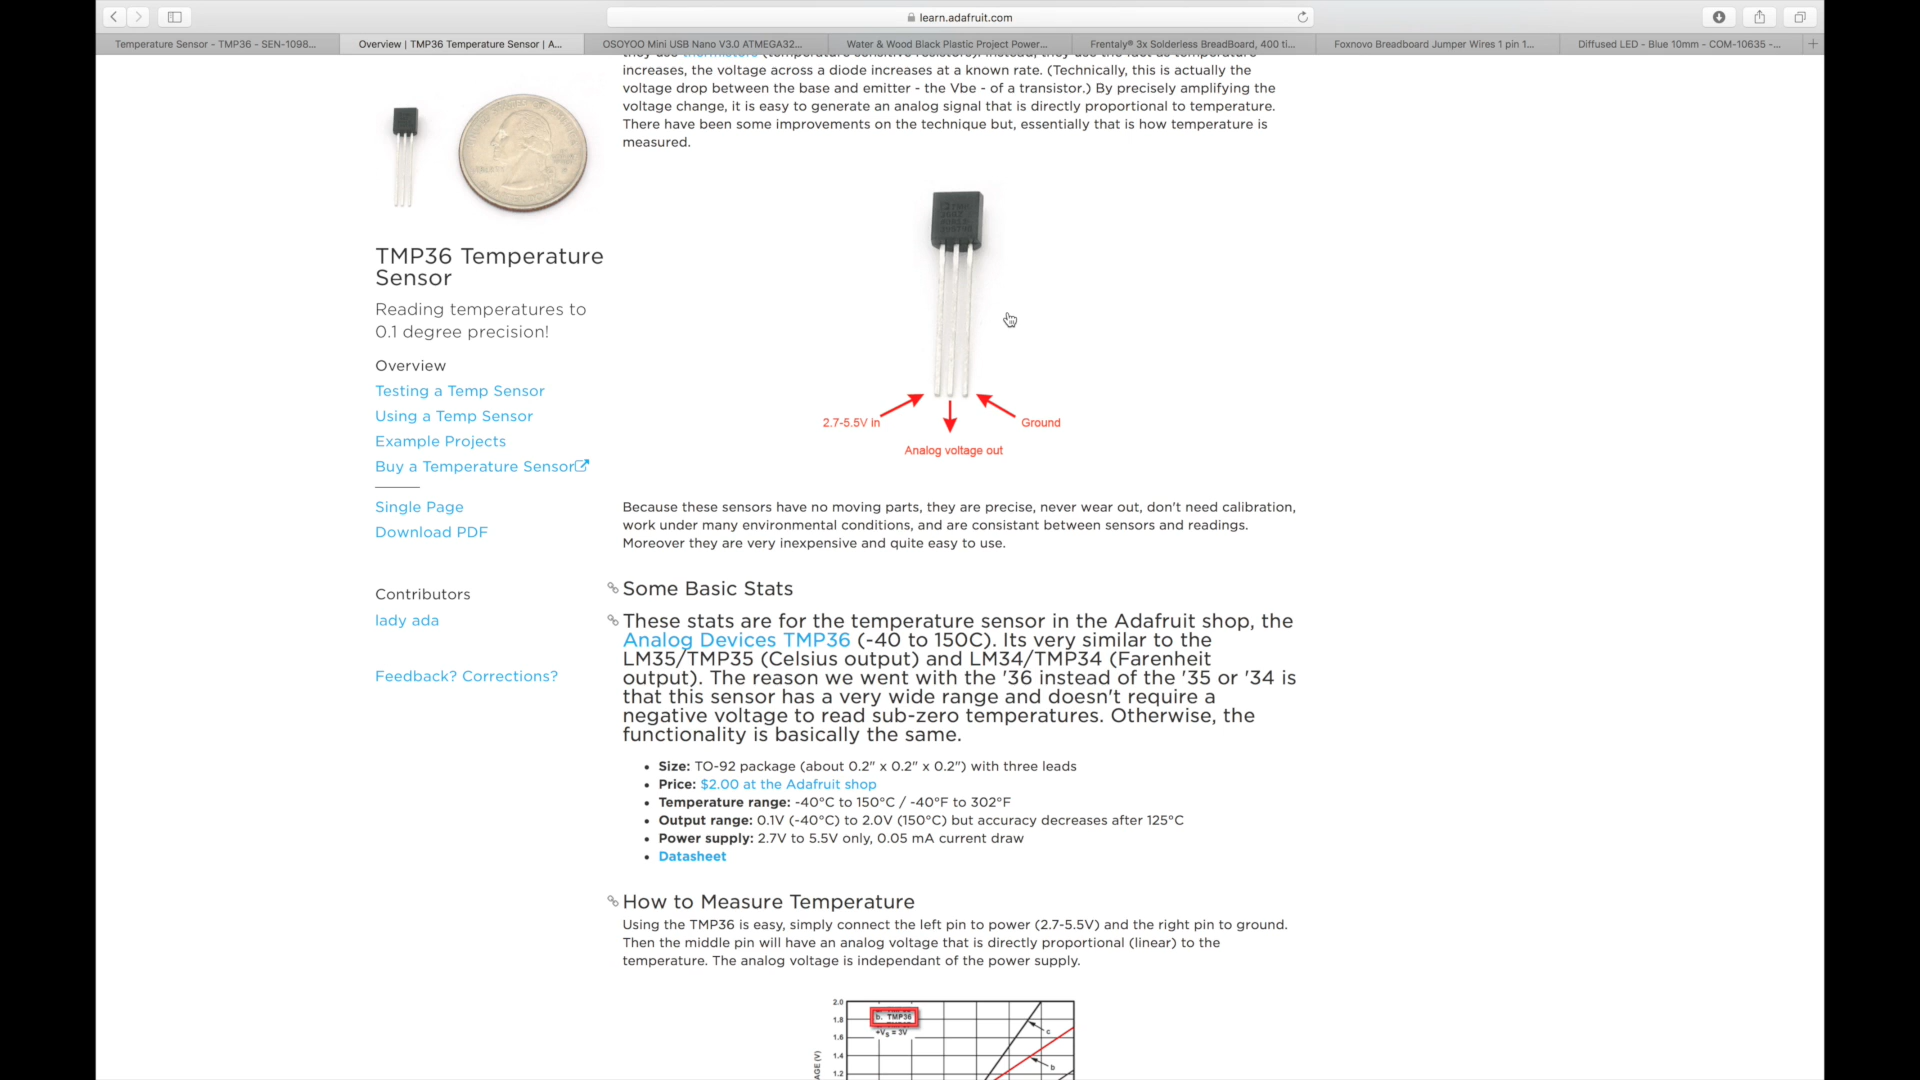 learn.adafruit.com
Temperature Sensor - TMP36 - SEN-1098...
Overview | TMP36 Temperature Sensor | A...
OSOYOO Mini USB Nano V3.0 ATMEGA32...
Water & Wood Black Plastic Project Power...
Frentaly® 3x Solderless BreadBoard, 400 ti...
Foxnovo Breadboard Jumper Wires 1 pin 1...
Diffused LED - Blue 10mm - COM-10635 -...
increases, the voltage across a diode increases at a known rate. (Technically, this is actually the
voltage drop between the base and emitter - the Vbe - of a transistor.) By precisely amplifying the
voltage change, it is easy to generate an analog signal that is directly proportional to temperature.
There have been some improvements on the technique but, essentially that is how temperature is
measured.
TMP36 Temperature
Sensor
Reading temperatures to
0.1 degree precision!
Overview
Testing a Temp Sensor
Using a Temp Sensor
Example Projects
Buy a Temperature Sensor
Single Page
Download PDF
Contributors
lady ada
Feedback? Corrections?
2.7-5.5V in
Ground
Analog voltage out
Because these sensors have no moving parts, they are precise, never wear out, don't need calibration,
work under many environmental conditions, and are consistant between sensors and readings.
Moreover they are very inexpensive and quite easy to use.
Some Basic Stats
These stats are for the temperature sensor in the Adafruit shop, the
Analog Devices TMP36 (-40 to 150C). Its very similar to the
LM35/TMP35 (Celsius output) and LM34/TMP34 (Farenheit
output). The reason we went with the '36 instead of the '35 or '34 is
that this sensor has a very wide range and doesn't require a
negative voltage to read sub-zero temperatures. Otherwise, the
functionality is basically the same.
• Size: TO-92 package (about 0.2" x 0.2" x 0.2") with three leads
• Price: $2.00 at the Adafruit shop
• Temperature range: -40°C to 150°C / -40°F to 302°F
• Output range: 0.1V (-40°C) to 2.0V (150°C) but accuracy decreases after 125°C
• Power supply: 2.7V to 5.5V only, 0.05 mA current draw
• Datasheet
How to Measure Temperature
Using the TMP36 is easy, simply connect the left pin to power (2.7-5.5V) and the right pin to ground.
Then the middle pin will have an analog voltage that is directly proportional (linear) to the
temperature. The analog voltage is independant of the power supply.
2.0
b. TMP36
1.8
+Vs = 3V
c
1.6
1.4
b
1.2